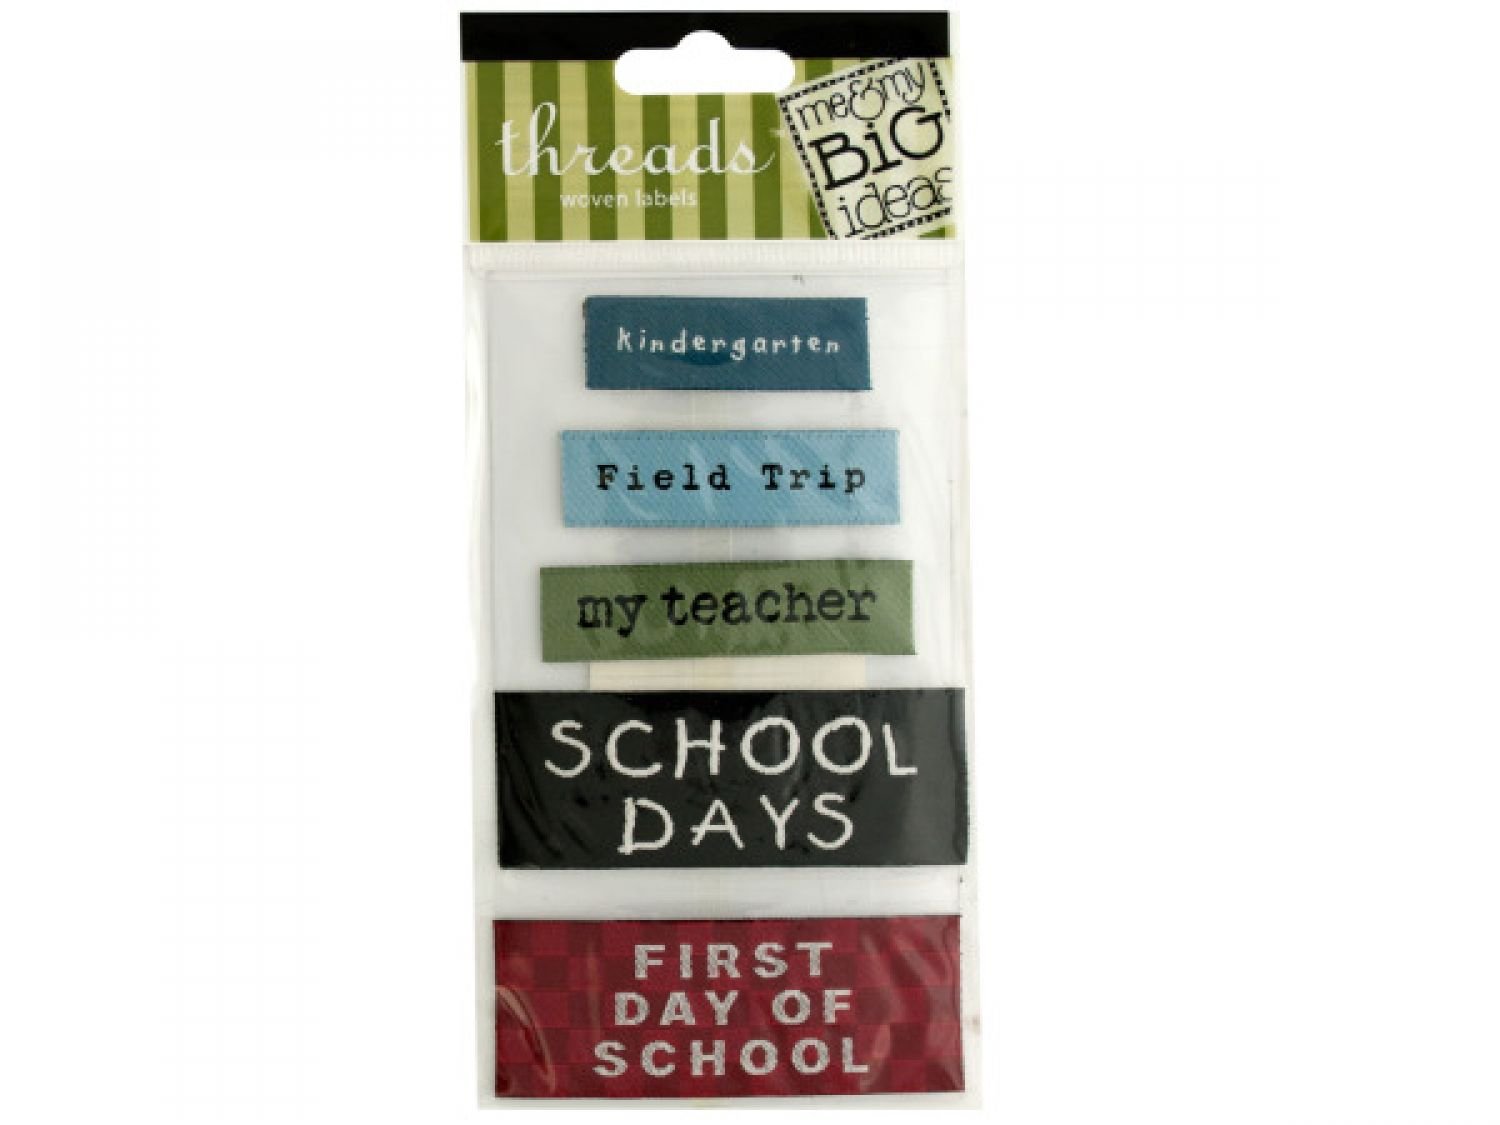 threads
woven labels
me & my
BiG
ideas
kindergarten
Field Trip
my teacher
SCHOOL
DAYS
FIRST
DAY OF
SCHOOL